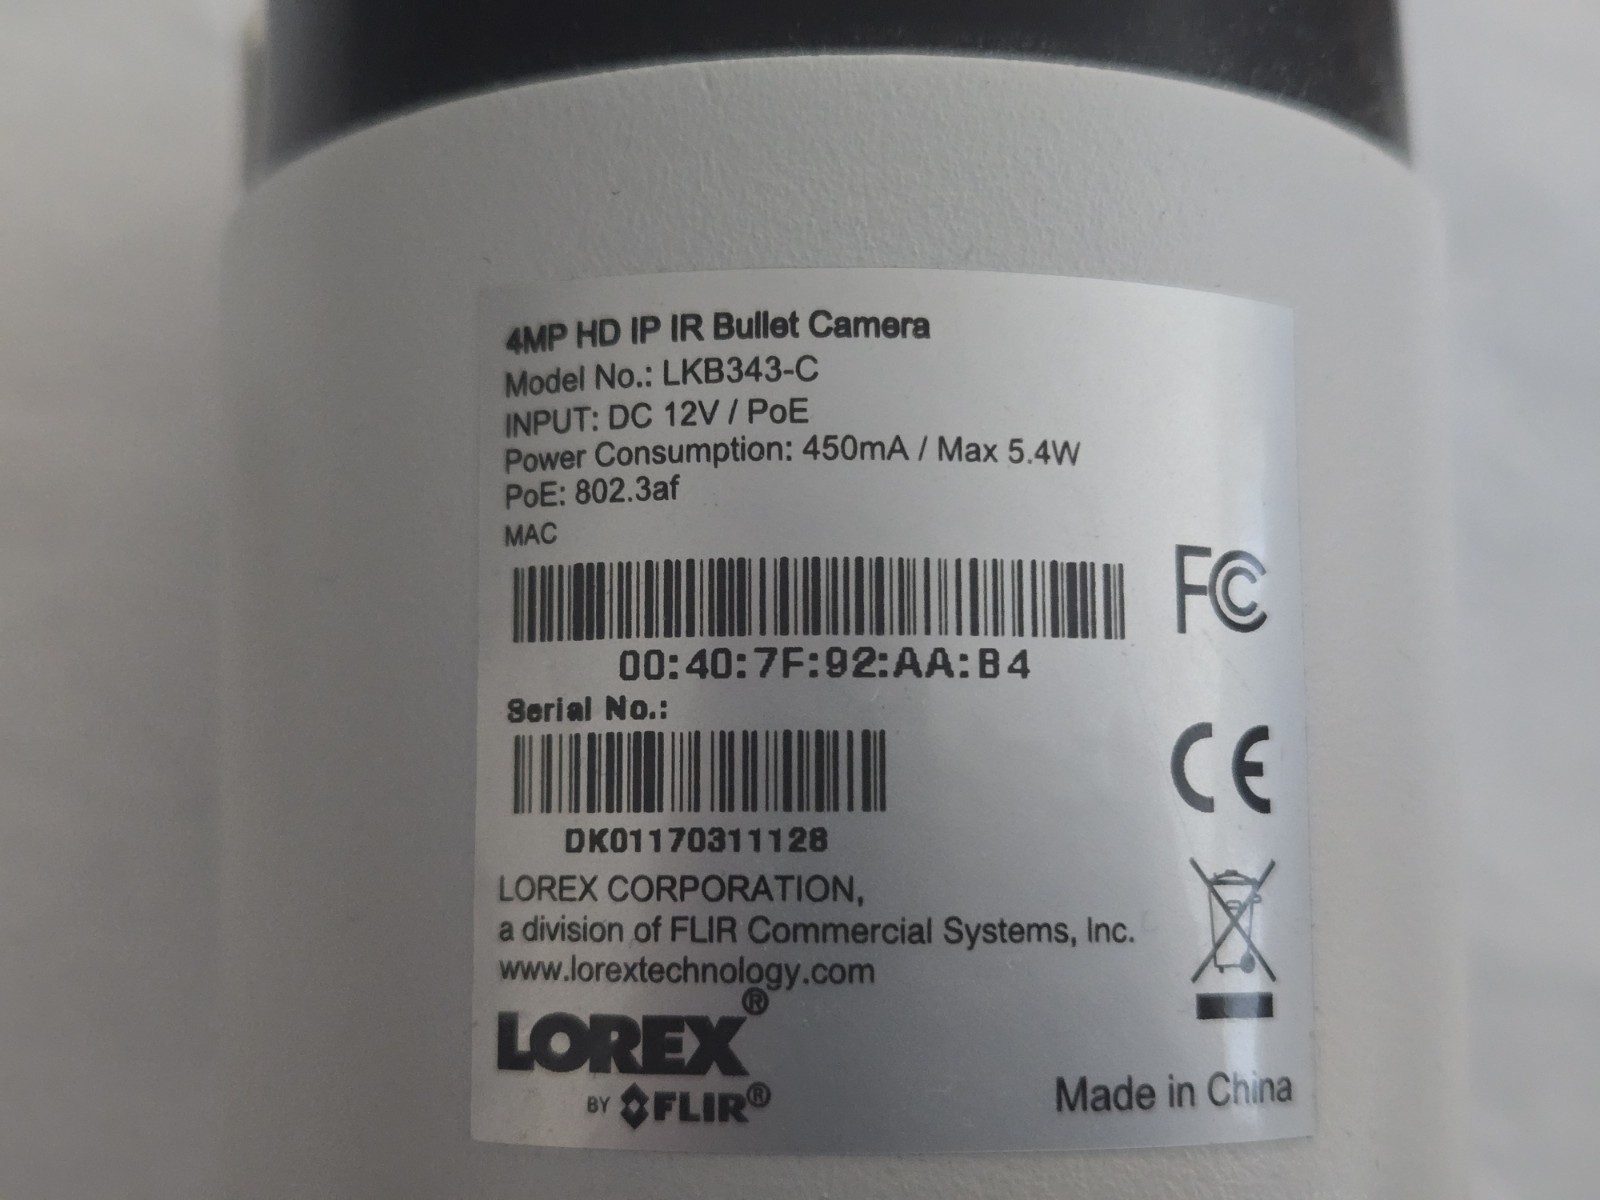 4MP HD IP IR Bullet Camera
Model No.: LKB343-C
INPUT: DC 12V / PoE
Power Consumption: 450mA / Max 5.4W
PoE: 802.3af
MAC
FC
00:40:7F:92:AA:B4
Serial No.:
CE
DK01170311128
LOREX CORPORATION,
a division of FLIR Commercial Systems, Inc.
www.lorextechnology.com
LOREX®
BY FLIR®
Made in China